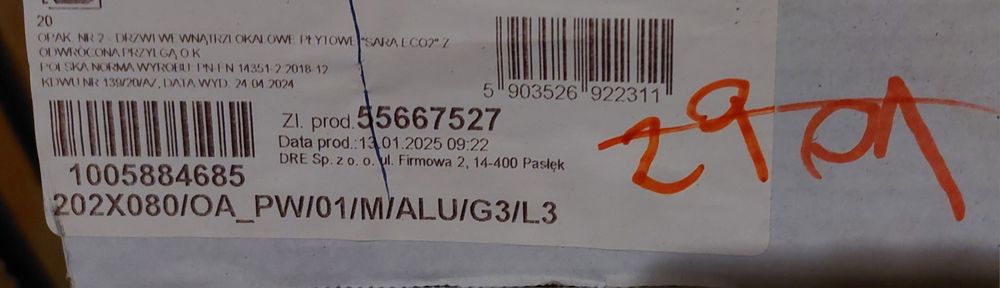 20
OPAK. NR 2 - DRZWI WEWNĄTRZLOKALOWE PŁYTOWE "SARA ECO2" Z
ODWRÓCONĄ PRZYLGĄ O.K
POLSKA NORMA WYROBU: PN-EN 14351-2:2018-12
KDWU NR 139/20/A/Z, DATA WYD. 24.04.2024
5 903526 922311
Zl. prod.55667527
Data prod.:13.01.2025 09:22
DRE Sp. z o. o. ul. Firmowa 2, 14-400 Pasłęk
1005884685
202X080/OA_PW/01/M/ALU/G3/L3